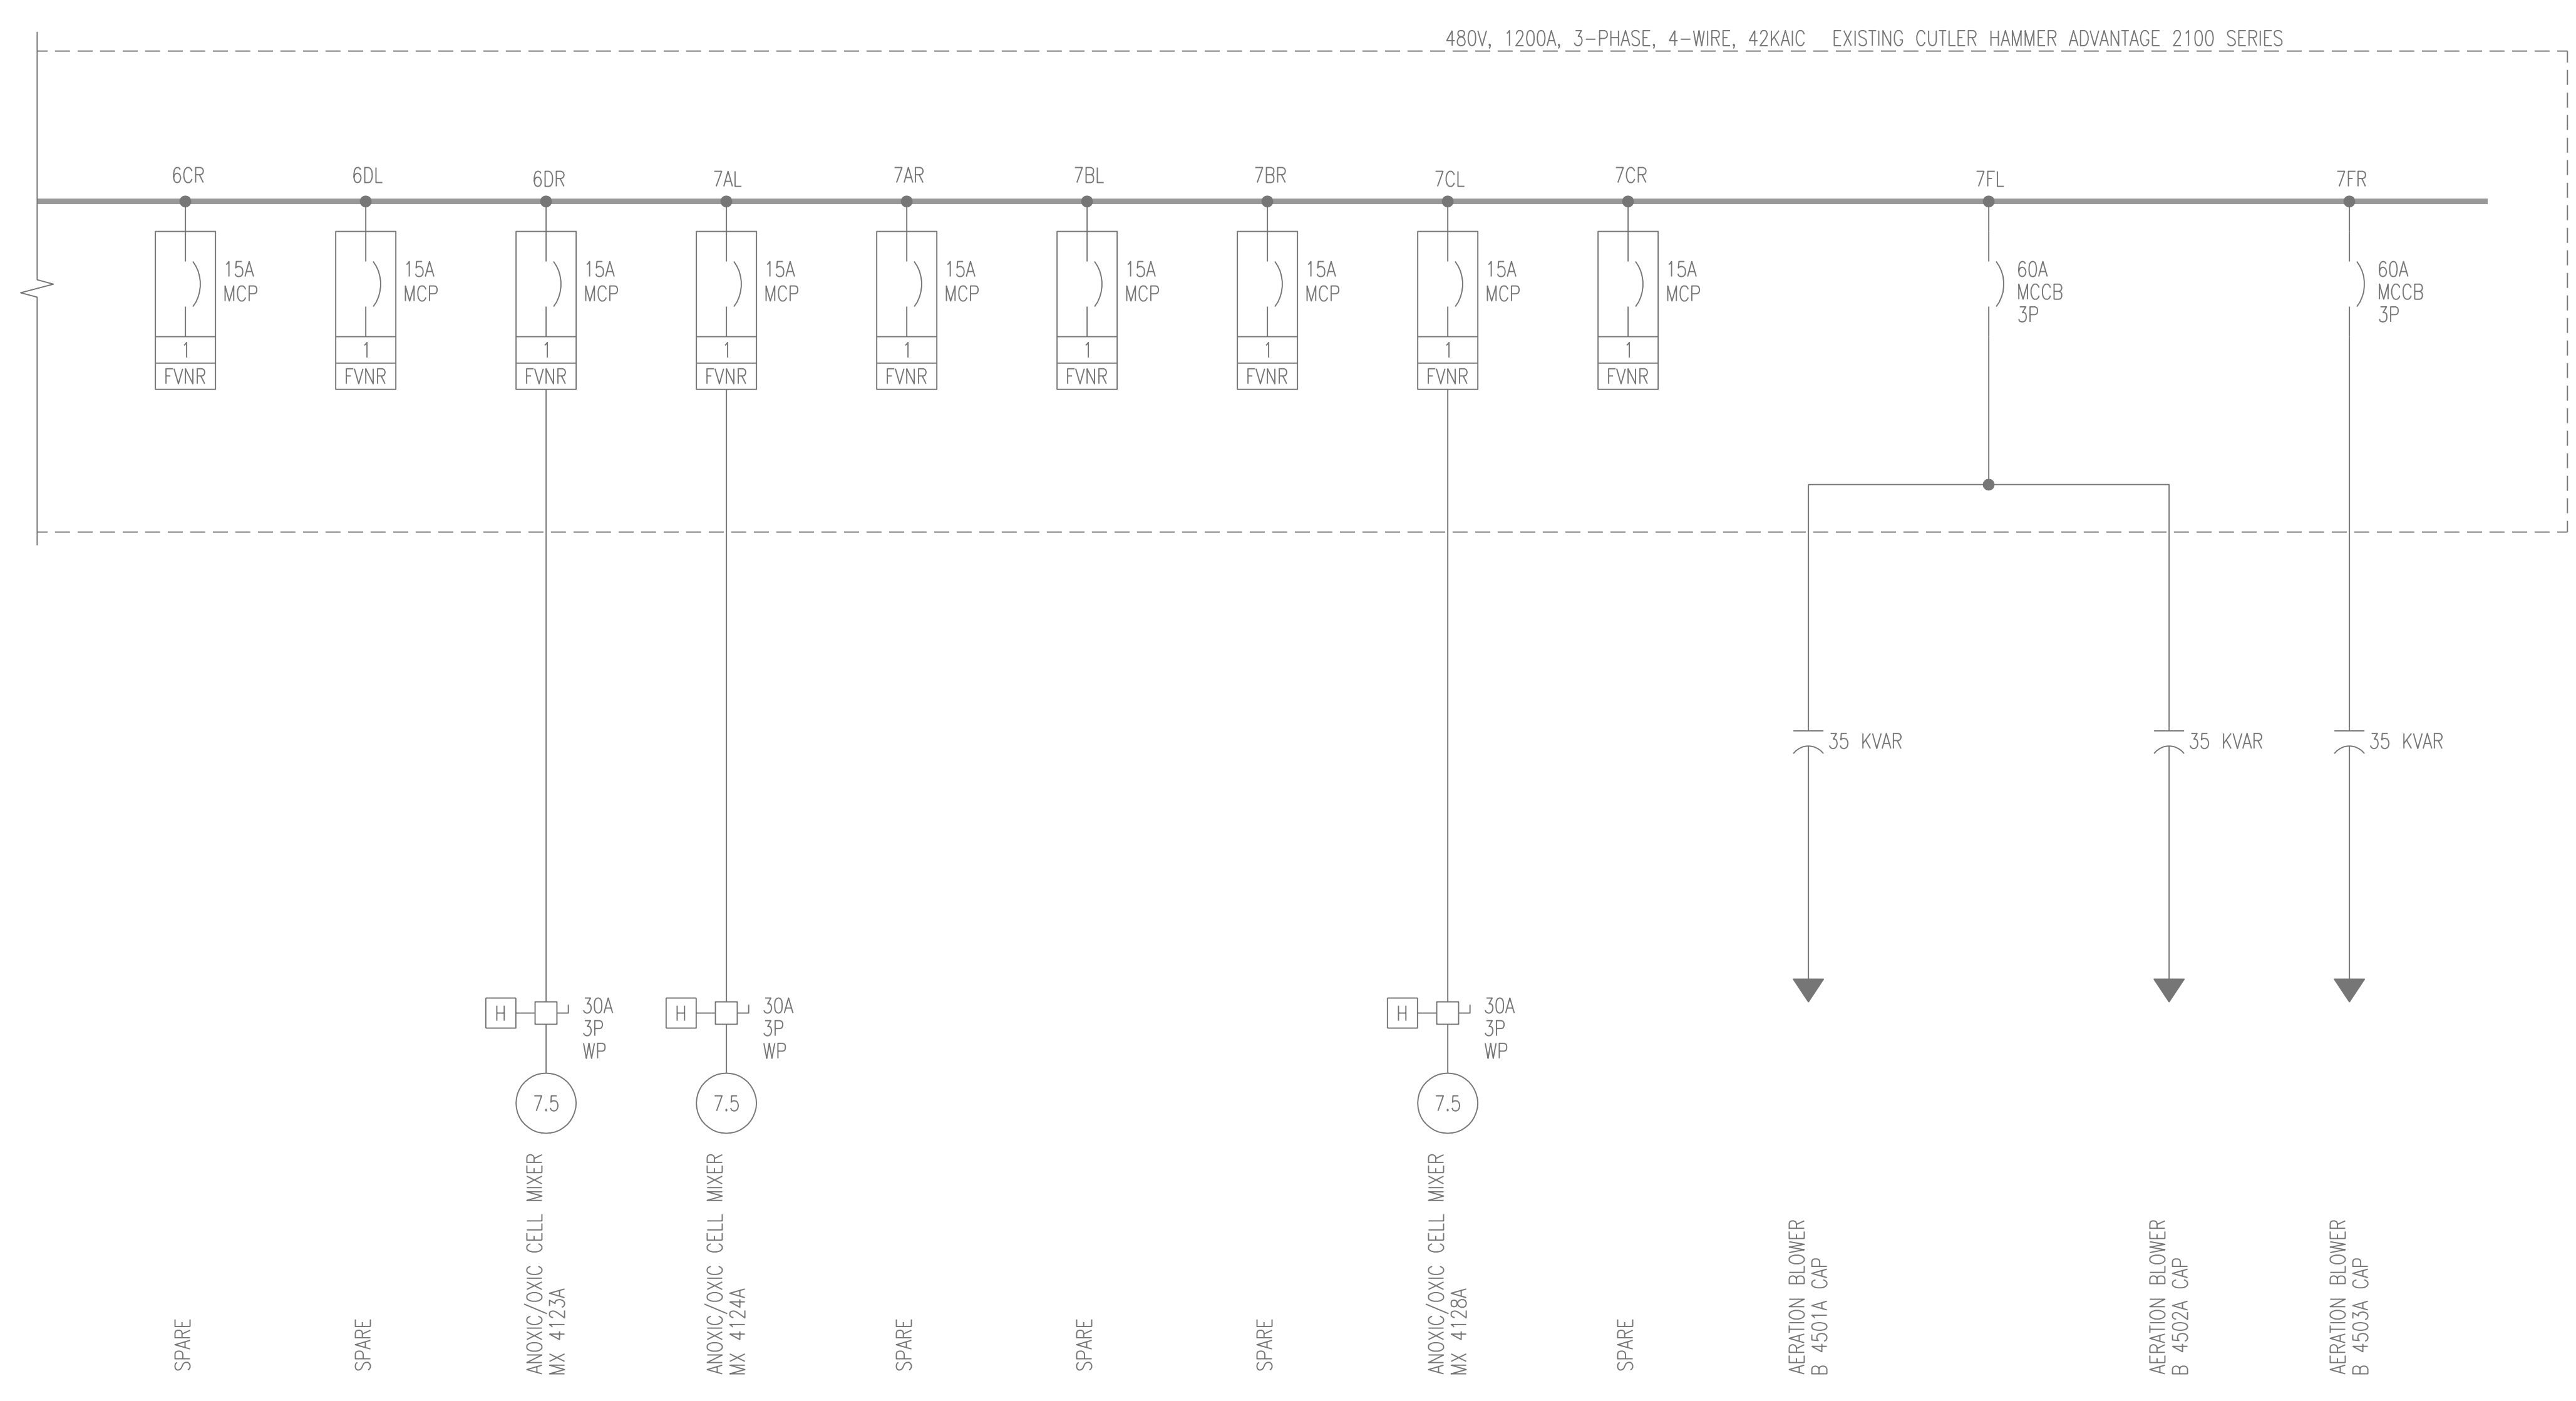 480V, 1200A, 3-PHASE, 4-WIRE, 42KAIC EXISTING CUTLER HAMMER ADVANTAGE 2100 SERIES
6CR
6DL
6DR
7AL
7AR
7BL
7BR
7CL
7CR
7FL
7FR
15A
MCP
15A
MCP
15A
MCP
15A
MCP
15A
MCP
15A
MCP
15A
MCP
15A
MCP
15A
MCP
60A
MCCB
3P
60A
MCCB
3P
1
FVNR
1
FVNR
1
FVNR
1
FVNR
1
FVNR
1
FVNR
1
FVNR
1
FVNR
1
FVNR
35 KVAR
35 KVAR
35 KVAR
H
30A
3P
WP
H
30A
3P
WP
H
30A
3P
WP
7.5
7.5
7.5
SPARE
SPARE
ANOXIC/OXIC CELL MIXER
MX 4123A
ANOXIC/OXIC CELL MIXER
MX 4124A
SPARE
SPARE
SPARE
ANOXIC/OXIC CELL MIXER
MX 4128A
SPARE
AERATION BLOWER
B 4501A CAP
AERATION BLOWER
B 4502A CAP
AERATION BLOWER
B 4503A CAP